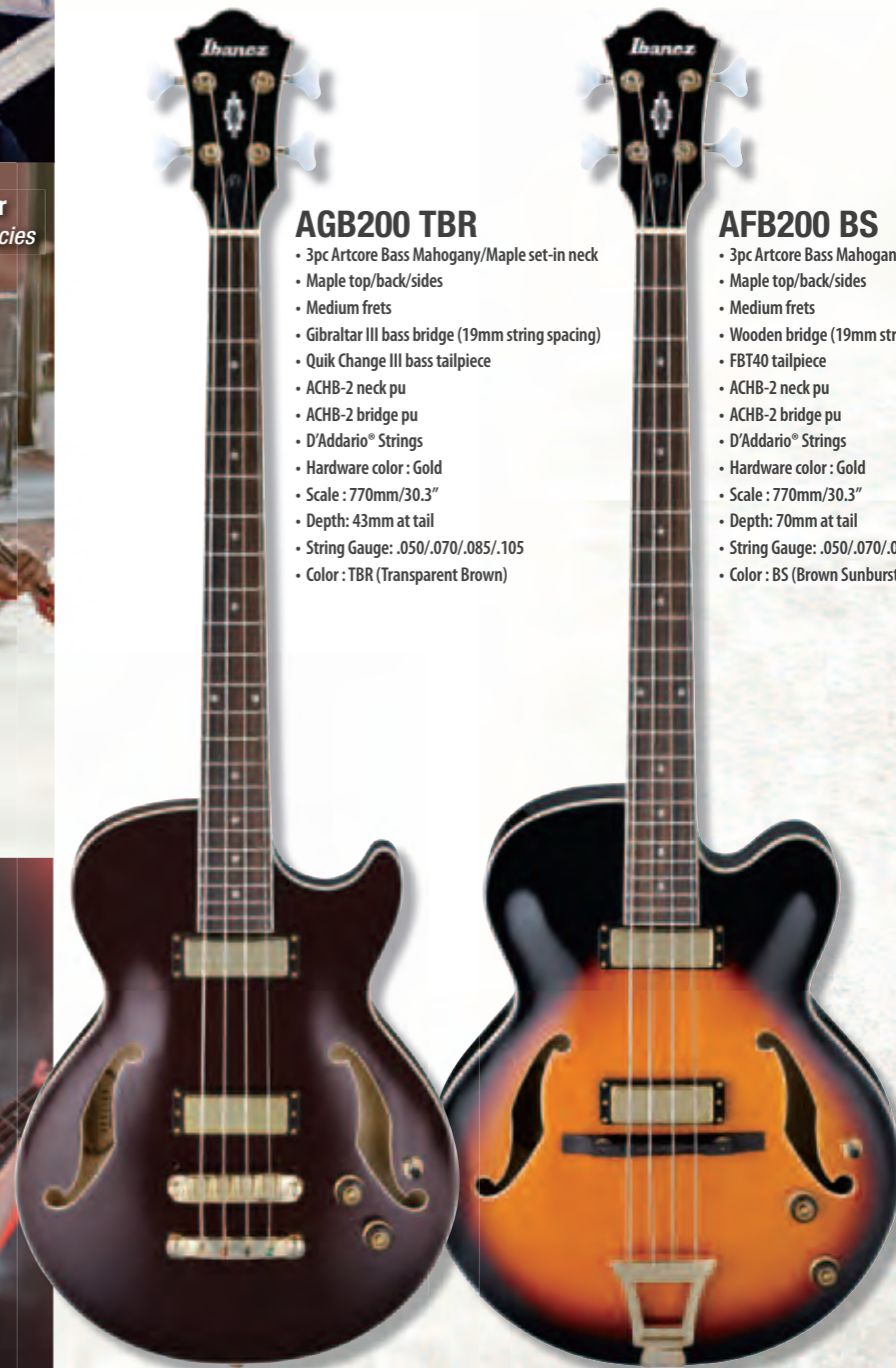 Ibanez
Ibanez
r
cies
AGB200 TBR
• 3pc Artcore Bass Mahogany/Maple set-in neck
• Maple top/back/sides
• Medium frets
• Gibraltar III bass bridge (19mm string spacing)
• Quik Change III bass tailpiece
• ACHB-2 neck pu
• ACHB-2 bridge pu
• D'Addario® Strings
• Hardware color : Gold
• Scale : 770mm/30.3"
• Depth: 43mm at tail
• String Gauge: .050/.070/.085/.105
• Color : TBR (Transparent Brown)
AFB200 BS
• 3pc Artcore Bass Mahogan
• Maple top/back/sides
• Medium frets
• Wooden bridge (19mm str
• FBT40 tailpiece
• ACHB-2 neck pu
• ACHB-2 bridge pu
• D'Addario® Strings
• Hardware color : Gold
• Scale : 770mm/30.3"
• Depth: 70mm at tail
• String Gauge: .050/.070/.0
• Color : BS (Brown Sunburst